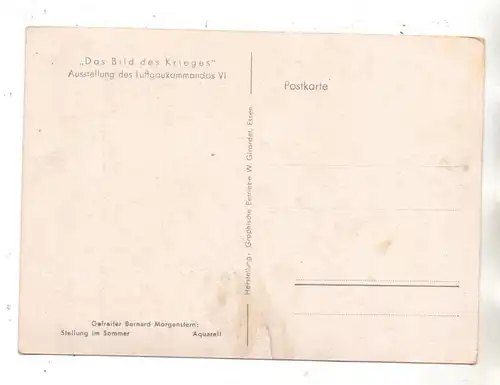 „Das Bild des Krieges"
Ausstellung des Luftgaukommandos VI
Postkarte
Herstellung: Graphische Betriebe W. Girardet, Essen
Gefreiter Bernard Morgenstern:
Stellung im Sommer Aquarell